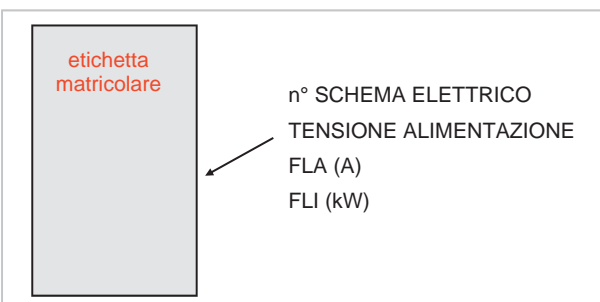 etichetta
matricolare
n° SCHEMA ELETTRICO
TENSIONE ALIMENTAZIONE
FLA (A)
FLI (kW)